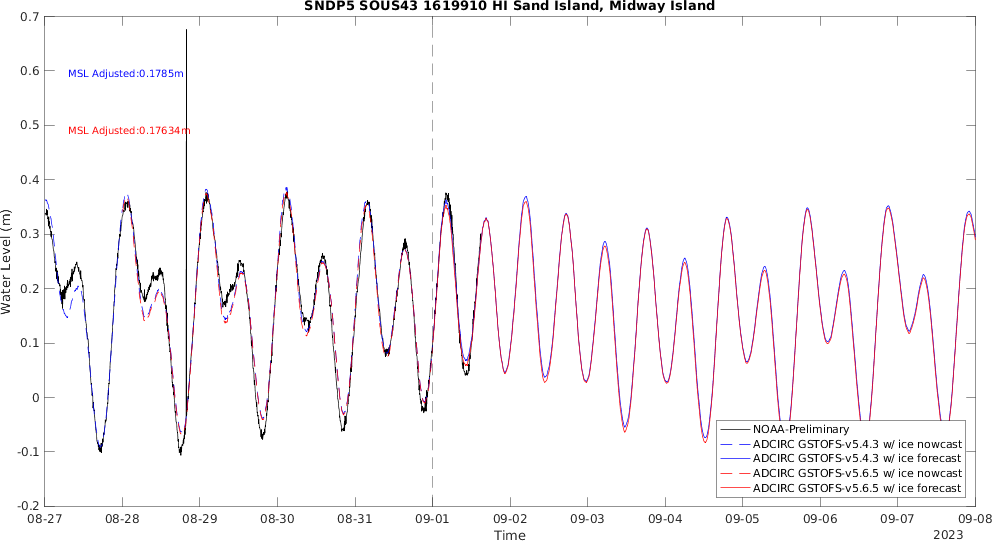 SNDP5 SOUS43 1619910 HI Sand Island, Midway Island
0.7
0.6
0.5
0.4
0.3
0.2
0.1
0
-0.1
-0.2
Water Level (m)
MSL Adjusted:0.1785m
MSL Adjusted:0.17634m
NOAA-Preliminary
ADCIRC GSTOFS-v5.4.3 w/ ice nowcast
ADCIRC GSTOFS-v5.4.3 w/ ice forecast
ADCIRC GSTOFS-v5.6.5 w/ ice nowcast
ADCIRC GSTOFS-v5.6.5 w/ ice forecast
08-27 08-28 08-29 08-30 08-31 09-01 09-02 09-03 09-04 09-05 09-06 09-07 09-08
Time
2023